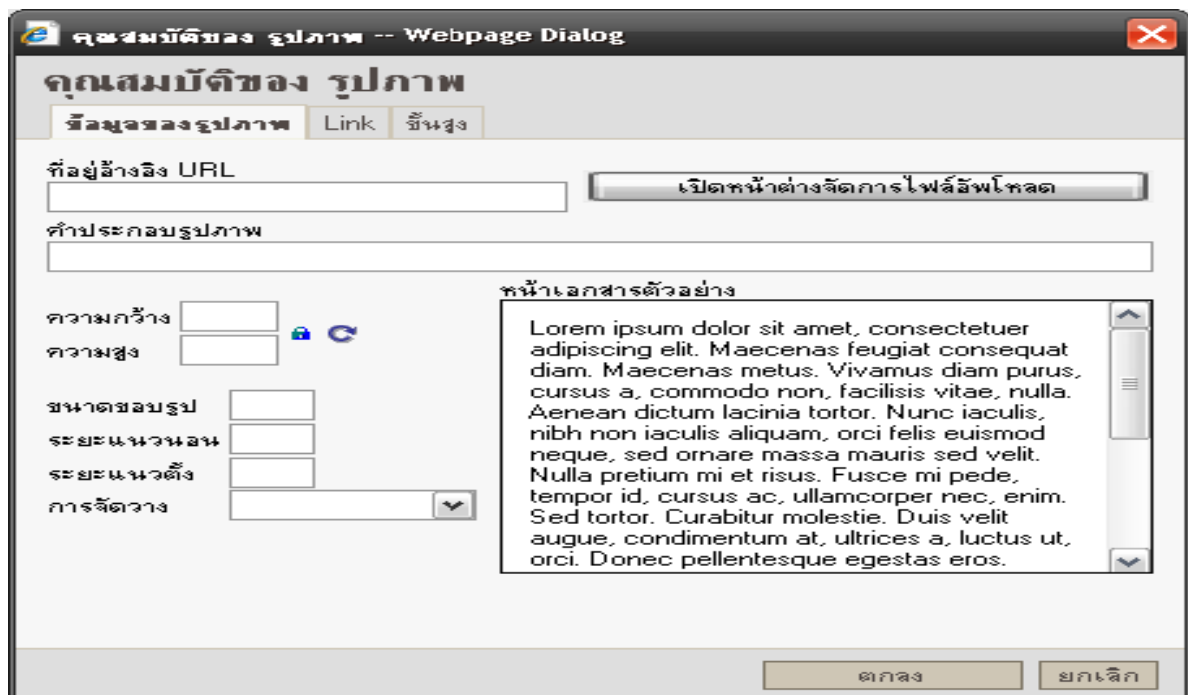 คุณสมบัติของ รูปภาพ -- Webpage Dialog
คุณสมบัติของ รูปภาพ
ข้อมูลของรูปภาพ Link ขั้นสูง
ที่อยู่อ้างอิง URL
เปิดหน้าต่างจัดการไฟล์อัพโหลด
คำประกอบรูปภาพ
ความกว้าง
ความสูง
ขนาดขอบรูป
ระยะแนวนอน
ระยะแนวตั้ง
การจัดวาง
หน้าเอกสารตัวอย่าง
Lorem ipsum dolor sit amet, consectetuer
adipiscing elit. Maecenas feugiat consequat
diam. Maecenas metus. Vivamus diam purus,
cursus a, commodo non, facilisis vitae, nulla.
Aenean dictum lacinia tortor. Nunc iaculis,
nibh non iaculis aliquam, orci felis euismod
neque, sed ornare massa mauris sed velit.
Nulla pretium mi et risus. Fusce mi pede,
tempor id, cursus ac, ullamcorper nec, enim.
Sed tortor. Curabitur molestie. Duis velit
augue, condimentum at, ultrices a, luctus ut,
orci. Donec pellentesque egestas eros.
ตกลง ยกเลิก